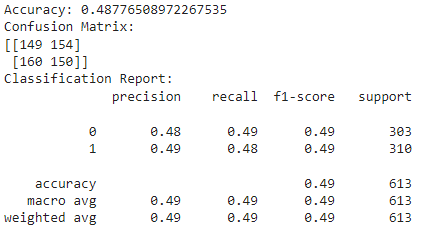 Accuracy: 0.48776508972267535
Confusion Matrix:
[[149 154]
 [160 150]]
Classification Report:
              precision    recall  f1-score   support

           0       0.48      0.49      0.49       303
           1       0.49      0.48      0.49       310

    accuracy                           0.49       613
   macro avg       0.49      0.49      0.49       613
weighted avg       0.49      0.49      0.49       613